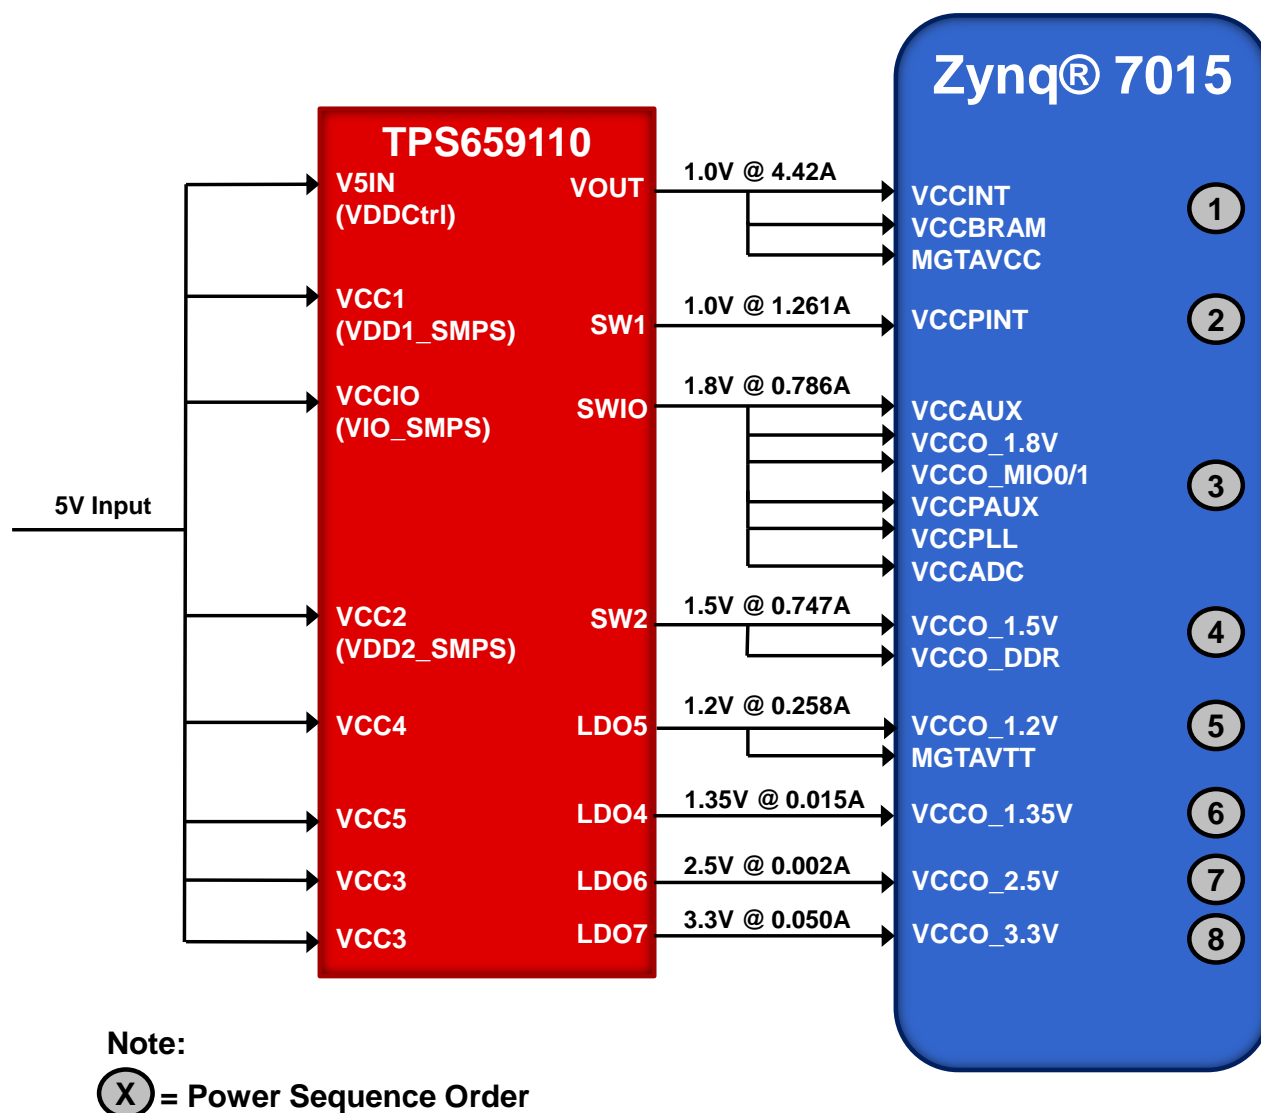 Zynq® 7015
TPS659110
V5IN
(VDDCtrl)
VOUT
1.0V @ 4.42A
VCCINT
VCCBRAM
MGTAVCC
1
VCC1
(VDD1_SMPS)
SW1
1.0V @ 1.261A
VCCPINT
2
VCCIO
(VIO_SMPS)
SWIO
1.8V @ 0.786A
VCCAUX
VCCO_1.8V
VCCO_MIO0/1
VCCPAUX
VCCPLL
VCCADC
3
5V Input
VCC2
(VDD2_SMPS)
SW2
1.5V @ 0.747A
VCCO_1.5V
VCCO_DDR
4
VCC4
LDO5
1.2V @ 0.258A
VCCO_1.2V
MGTAVTT
5
VCC5
LDO4
1.35V @ 0.015A
VCCO_1.35V
6
VCC3
LDO6
2.5V @ 0.002A
VCCO_2.5V
7
VCC3
LDO7
3.3V @ 0.050A
VCCO_3.3V
8
Note:
X = Power Sequence Order